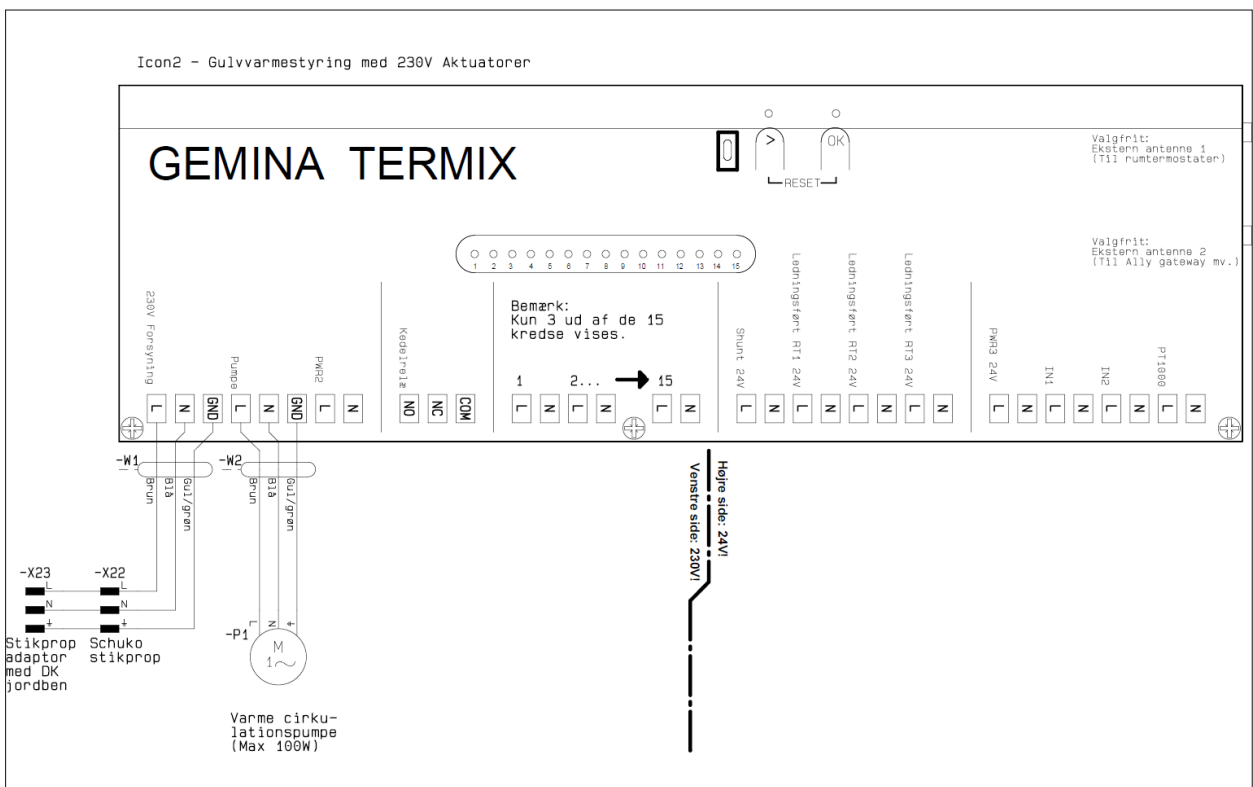 Icon2 - Gulvvarmestyring med 230V Aktuatorer
GEMINA TERMIX
> OK
RESET
Valgfrit:
Ekstern antenne 1
(Til rumtermostater)
Valgfrit:
Ekstern antenne 2
(Til Ally gateway mv.)
1 2 3 4 5 6 7 8 9 10 11 12 13 14 15
230V Forsyning
Pumpe
PWR2
Kedelrelæ
Bemærk:
Kun 3 ud af de 15
kredse vises.
1 2... 15
Shunt 24V
Ledningsført RT1 24V
Ledningsført RT2 24V
Ledningsført RT3 24V
PWR3 24V
IN1
IN2
PT1000
L N GND L N GND L N NO NC COM L N L N L N L N L N L N L N L N L N L N L N
-W1
Brun
Blå
Gul/grøn
-W2
Brun
Blå
Gul/grøn
Højre side: 24V!
Venstre side: 230V!
-X23 -X22
L L
N N
Stikprop
adaptor
med DK
jordben
Schuko
stikprop
-P1
L N
M
1~
Varme cirku-
lationspumpe
(Max 100W)